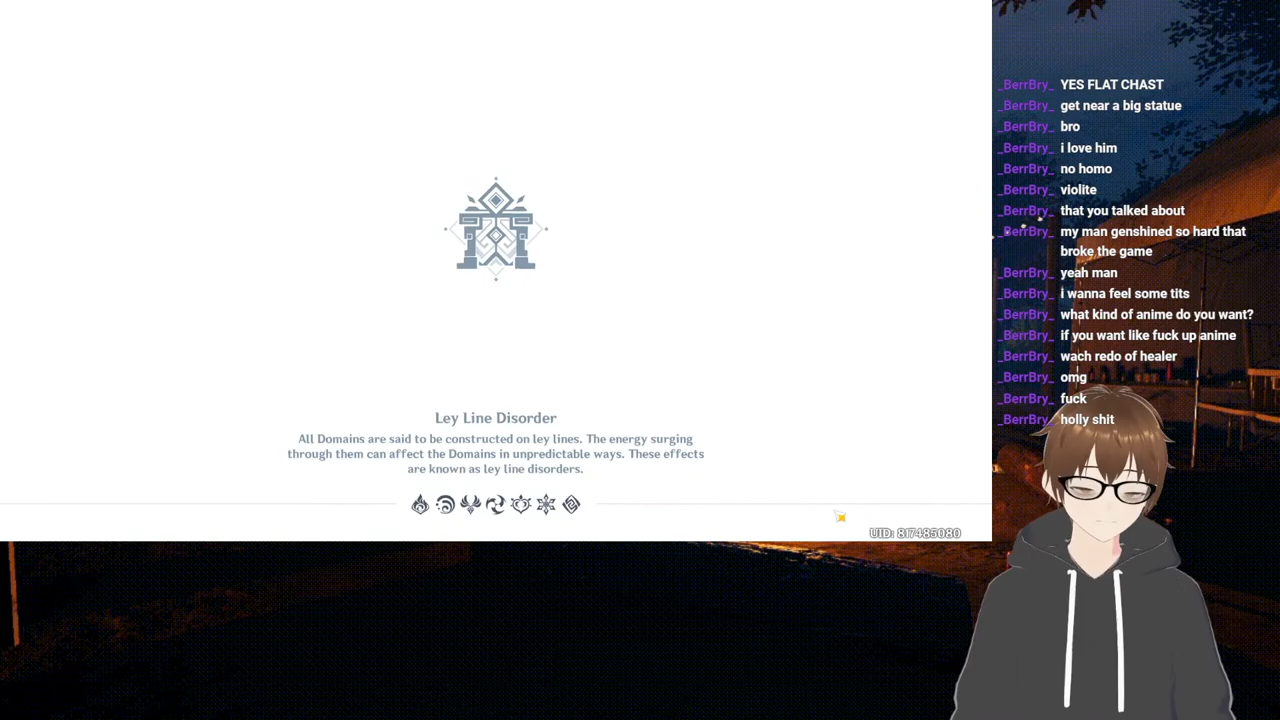 _BerrBry_ YES FLAT CHAST
_BerrBry_ get near a big statue
_BerrBry_ bro
_BerrBry_ i love him
_BerrBry_ no homo
_BerrBry_ violite
_BerrBry_ that you talked about
_BerrBry_ my man genshined so hard that
broke the game
_BerrBry_ yeah man
_BerrBry_ i wanna feel some tits
_BerrBry_ what kind of anime do you want?
_BerrBry_ if you want like fuck up anime
_BerrBry_ wach redo of healer
_BerrBry_ omg
_BerrBry_ fuck
_BerrBry_ holly shit
Ley Line Disorder
All Domains are said to be constructed on ley lines. The energy surging
through them can affect the Domains in unpredictable ways. These effects
are known as ley line disorders.
UID: 817485080